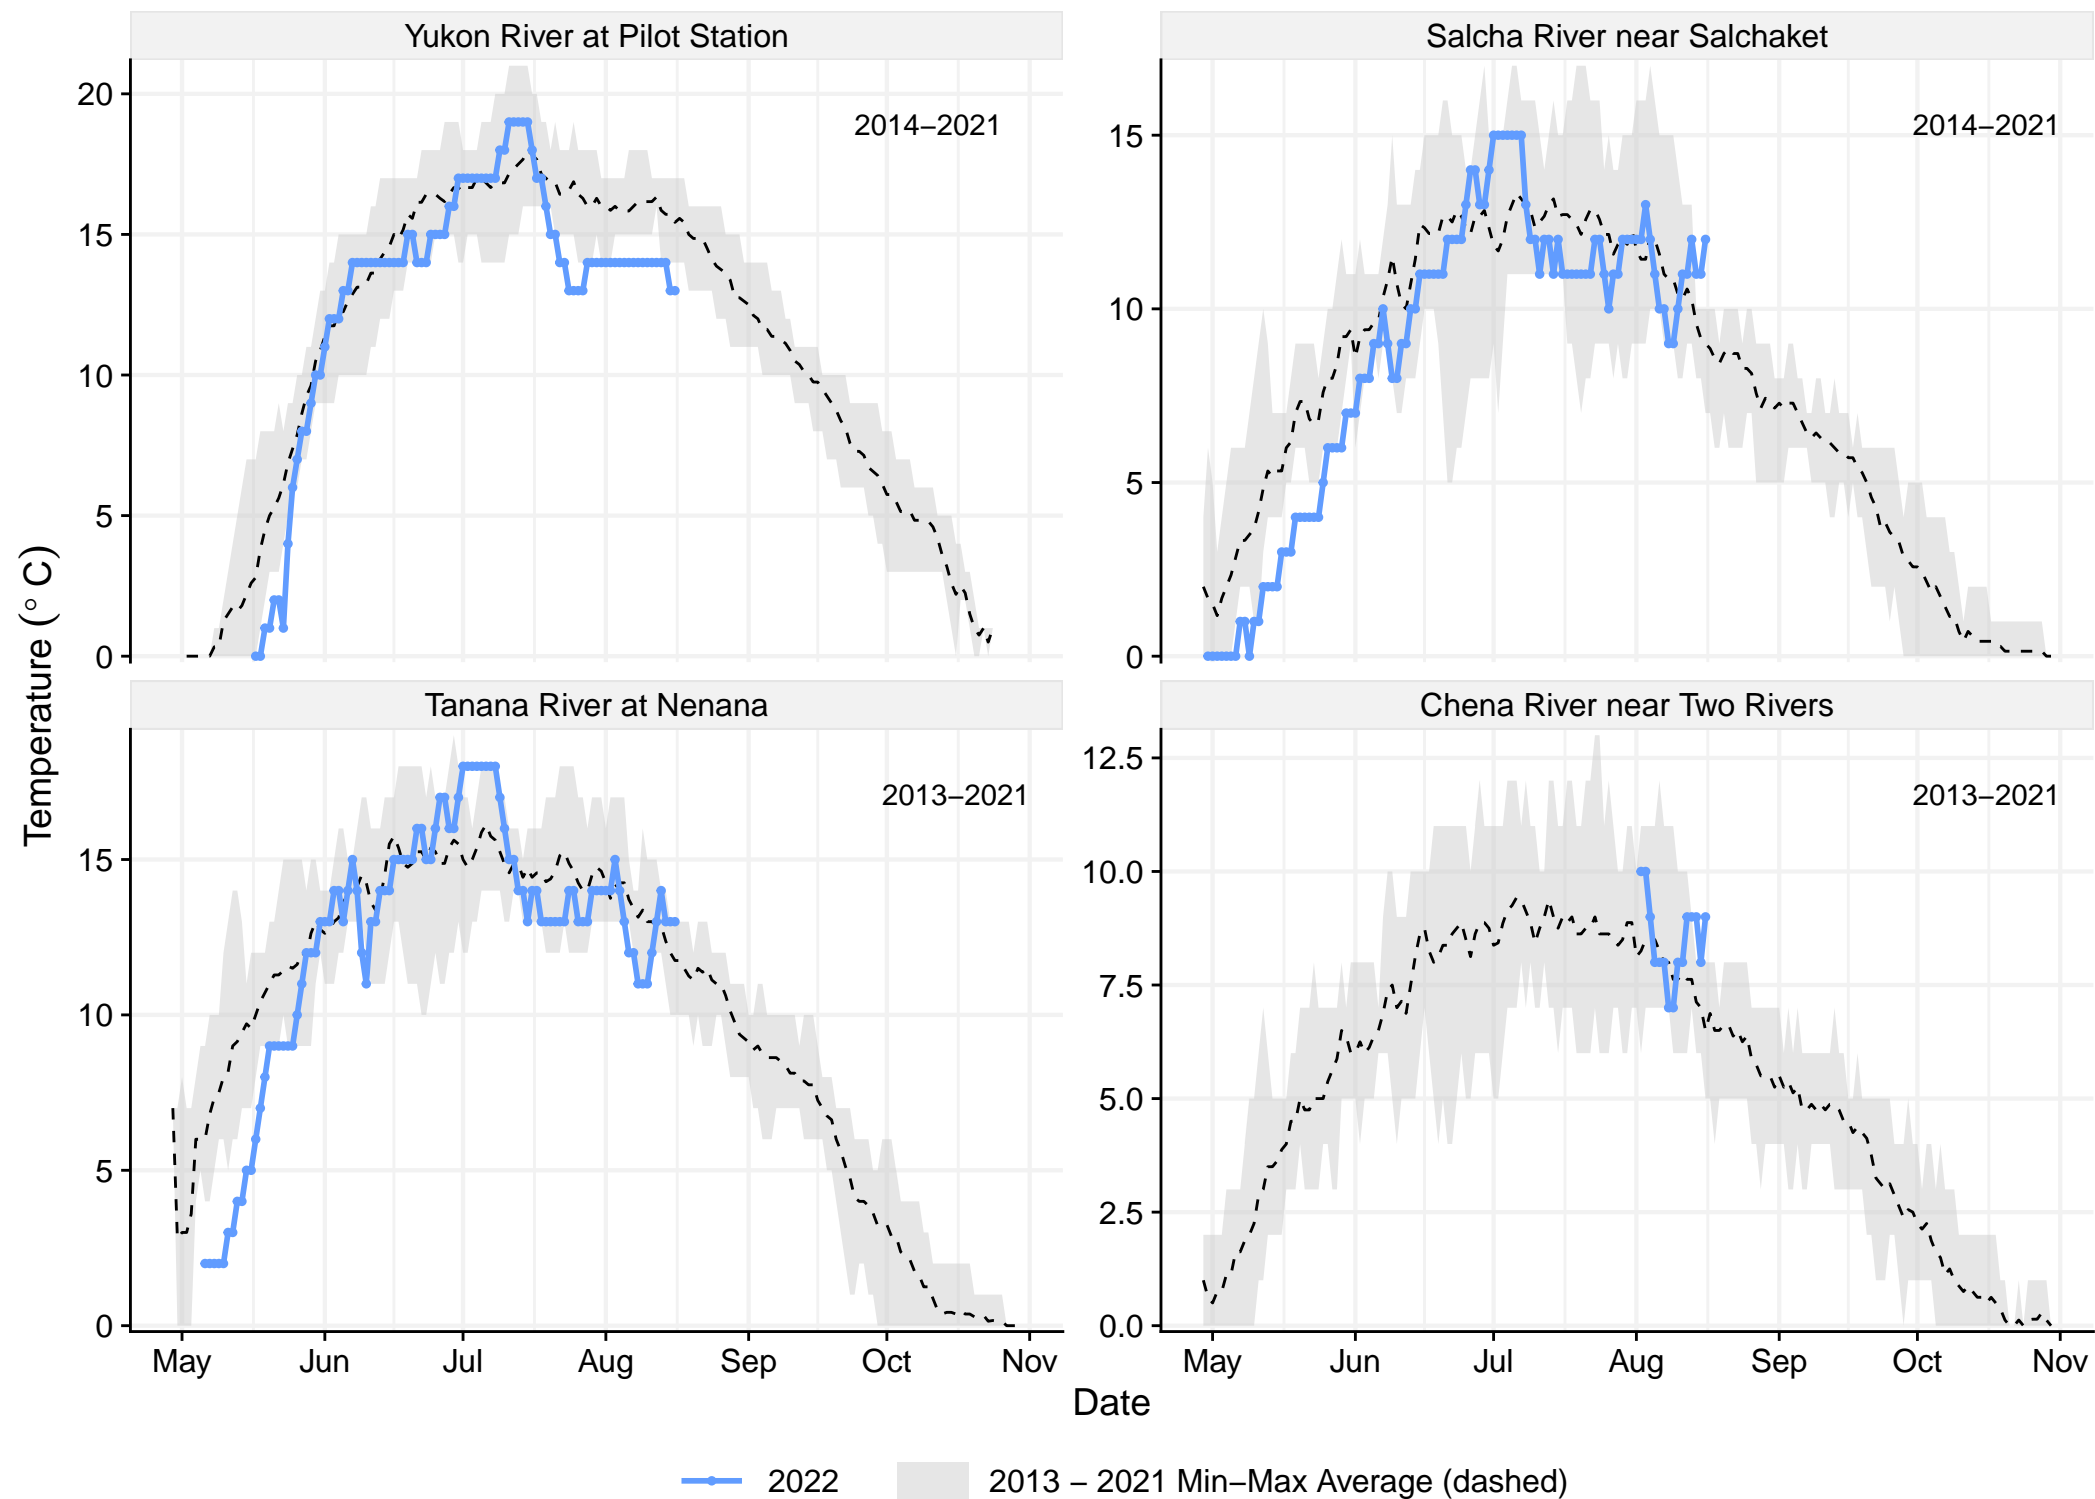 Yukon River at Pilot Station
Salcha River near Salchaket
20
15
10
5
0
2014–2021
15
10
5
0
2014–2021
Temperature (° C)
Tanana River at Nenana
Chena River near Two Rivers
15
10
5
0
2013–2021
12.5
10.0
7.5
5.0
2.5
0.0
2013–2021
May Jun Jul Aug Sep Oct Nov
May Jun Jul Aug Sep Oct Nov
Date
2022
2013 – 2021 Min–Max Average (dashed)